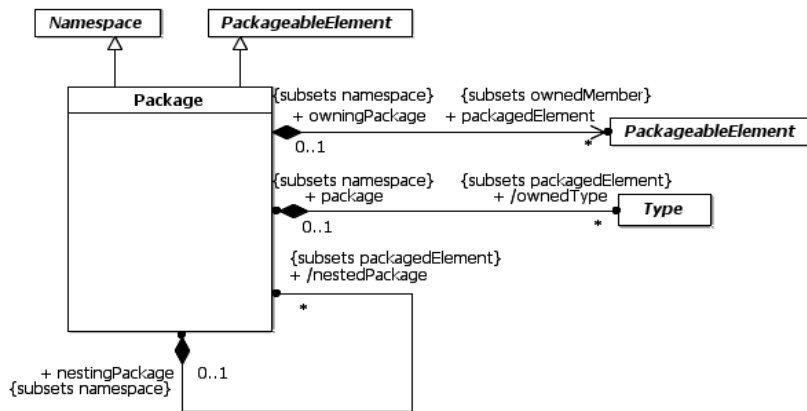 Namespace
PackageableElement
Package
{subsets namespace}
{subsets ownedMember}
+ owningPackage
+ packagedElement
0..1
*
PackageableElement
{subsets namespace}
{subsets packagedElement}
+ package
+ /ownedType
0..1
*
Type
{subsets packagedElement}
+ /nestedPackage
*
+ nestingPackage
0..1
{subsets namespace}